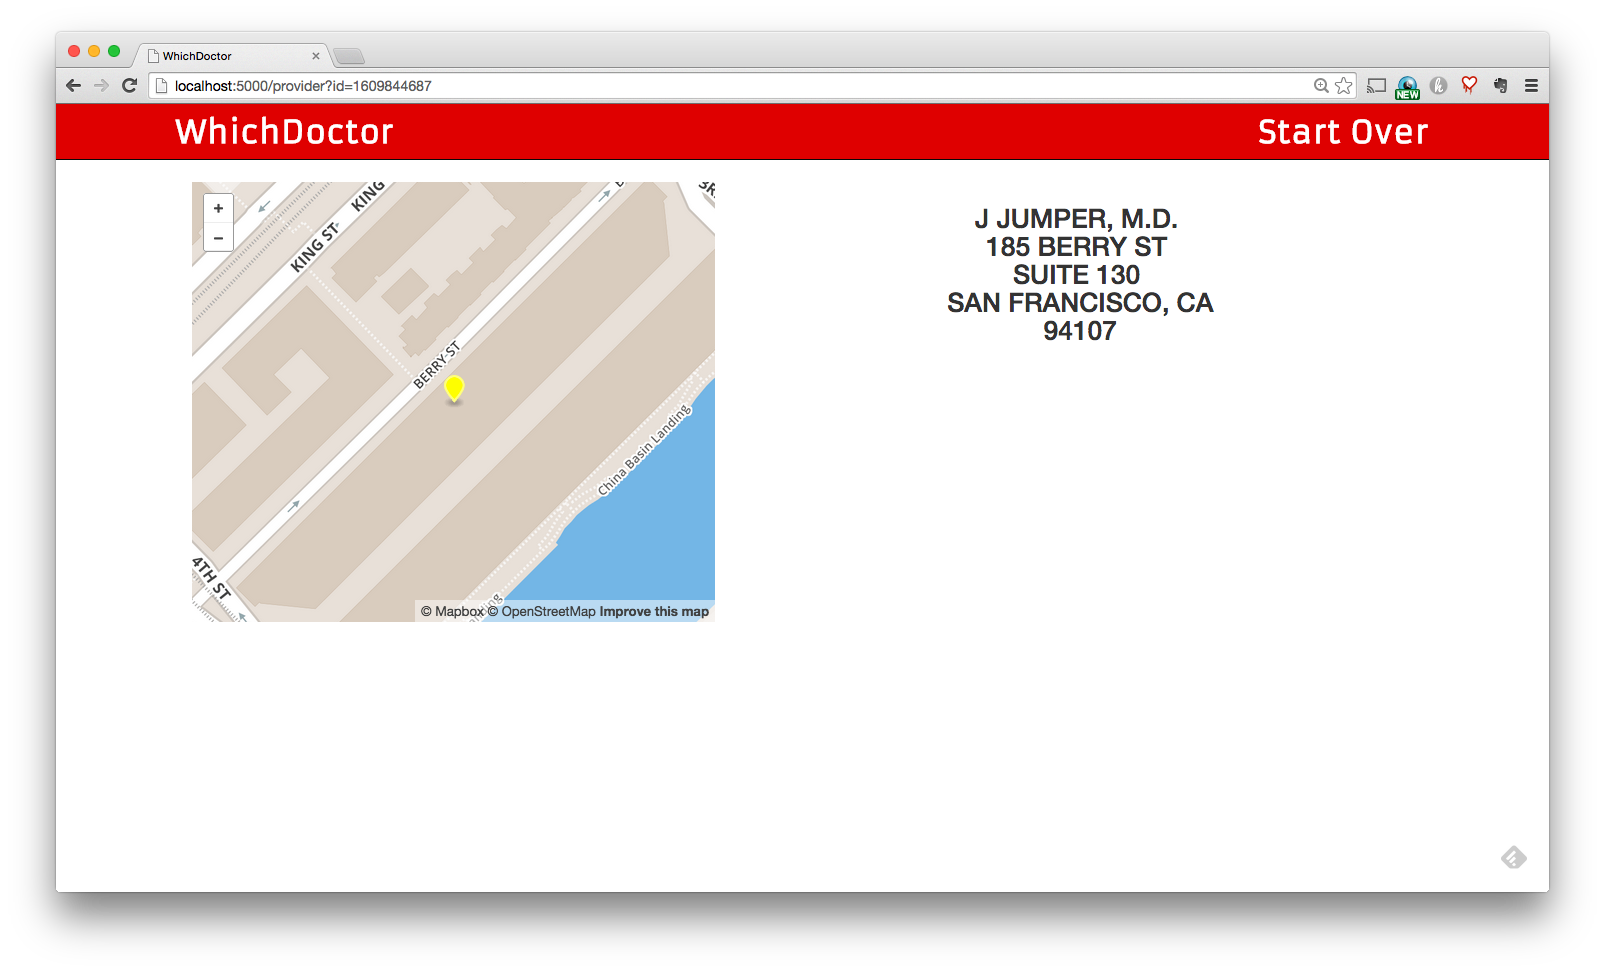 WhichDoctor
localhost:5000/provider?id=1609844687
NEW
WhichDoctor
Start Over
+
−
KING ST
KING
BERRY ST
China Basin Landing
4TH ST
© Mapbox © OpenStreetMap Improve this map
J JUMPER, M.D.
185 BERRY ST
SUITE 130
SAN FRANCISCO, CA
94107